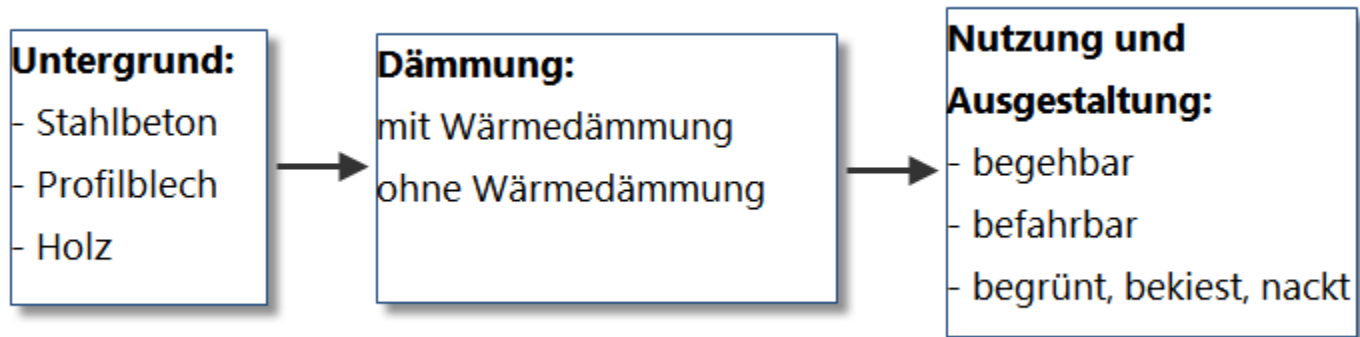 Untergrund:
- Stahlbeton
- Profilblech
- Holz
Dämmung:
mit Wärmedämmung
ohne Wärmedämmung
Nutzung und
Ausgestaltung:
- begehbar
- befahrbar
- begrünt, bekiest, nackt